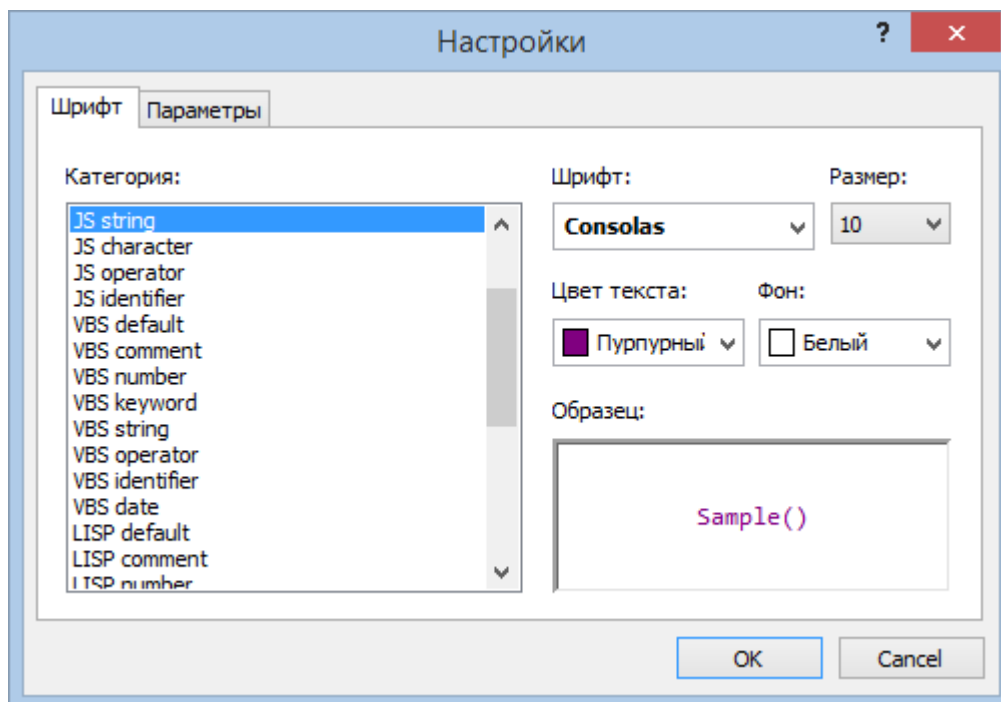 Настройки
?
Шрифт Параметры
Категория:
JS string
JS character
JS operator
JS identifier
VBS default
VBS comment
VBS number
VBS keyword
VBS string
VBS operator
VBS identifier
VBS date
LISP default
LISP comment
LISP number
Шрифт: Размер:
Consolas 10
Цвет текста: Фон:
Пурпурный Белый
Образец:
Sample()
OK Cancel